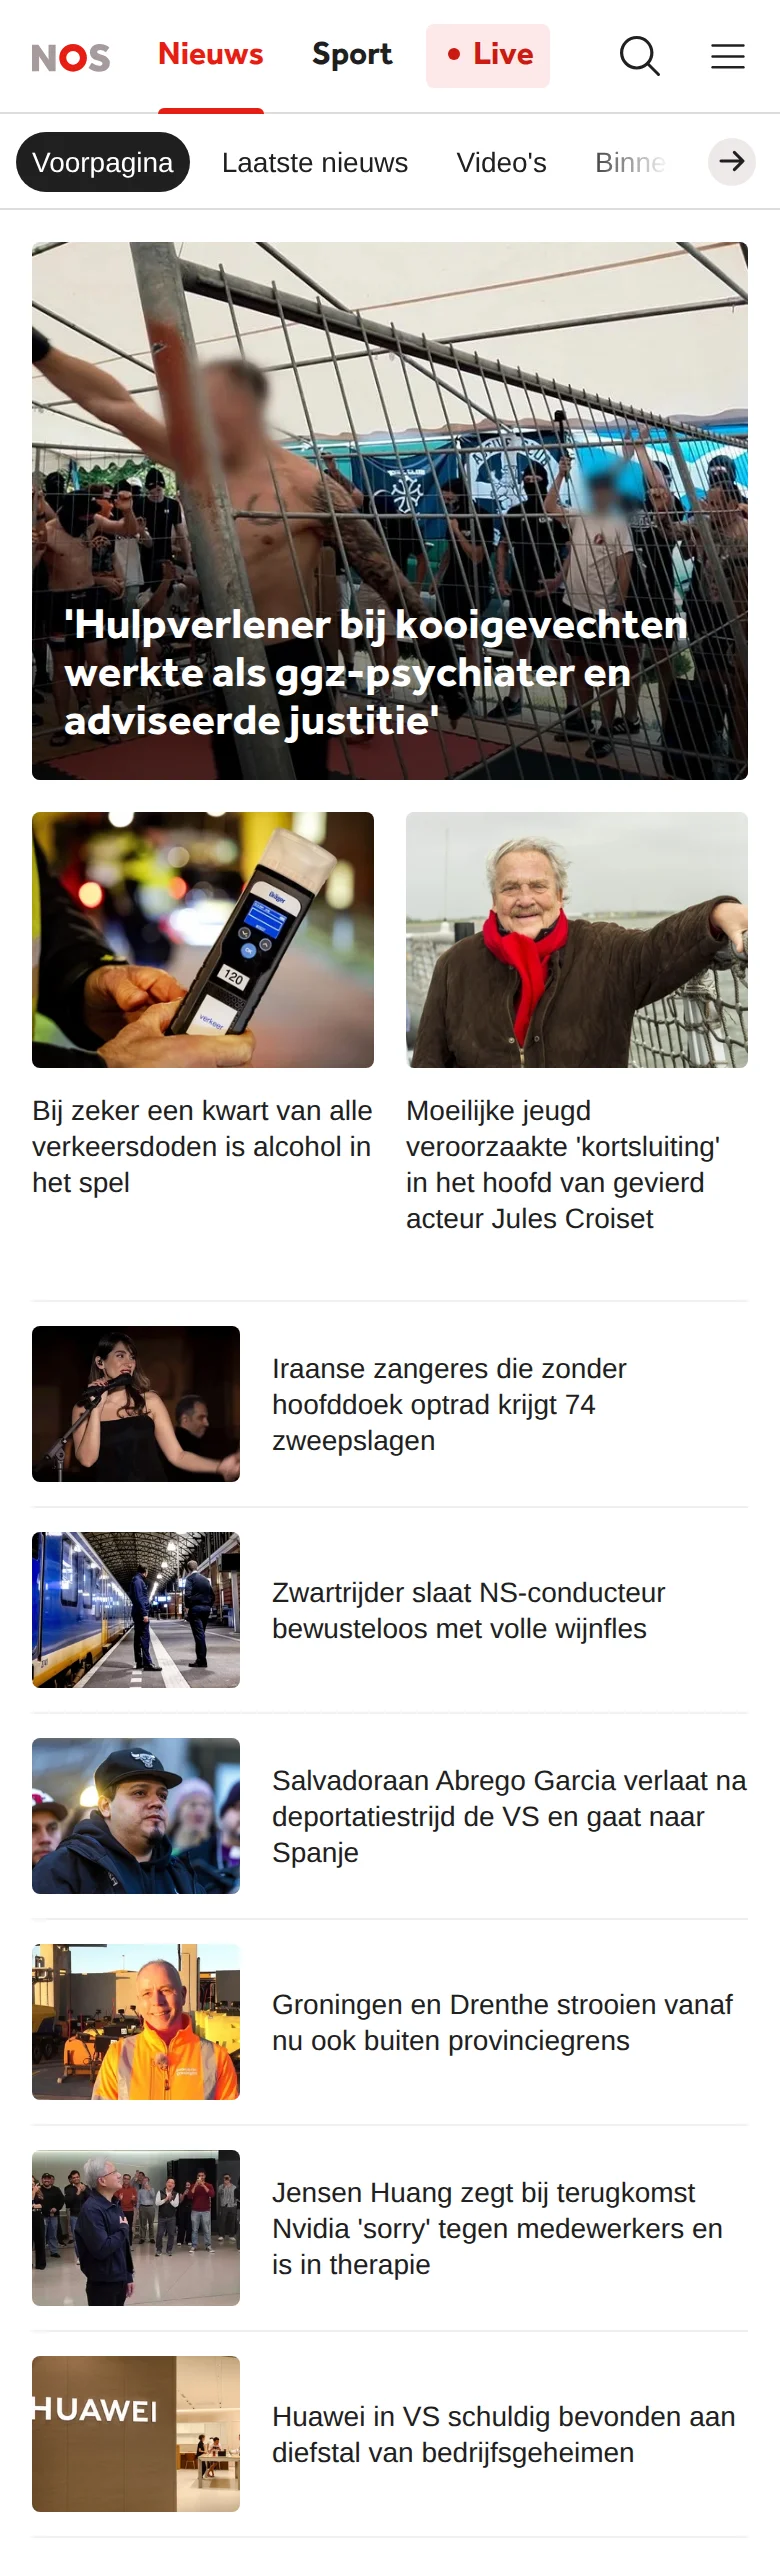 NOS
Nieuws
Sport
Live
Voorpagina
Laatste nieuws
Video's
Binne
'Hulpverlener bij kooigevechten
werkte als ggz-psychiater en
adviseerde justitie'
Dräger
120
verkeer
Bij zeker een kwart van alle
verkeersdoden is alcohol in
het spel
Moeilijke jeugd
veroorzaakte 'kortsluiting'
in het hoofd van gevierd
acteur Jules Croiset
Iraanse zangeres die zonder
hoofddoek optrad krijgt 74
zweepslagen
Zwartrijder slaat NS-conducteur
bewusteloos met volle wijnfles
Salvadoraan Abrego Garcia verlaat na
deportatiestrijd de VS en gaat naar
Spanje
Groningen en Drenthe strooien vanaf
nu ook buiten provinciegrens
Jensen Huang zegt bij terugkomst
Nvidia 'sorry' tegen medewerkers en
is in therapie
HUAWEI
Huawei in VS schuldig bevonden aan
diefstal van bedrijfsgeheimen